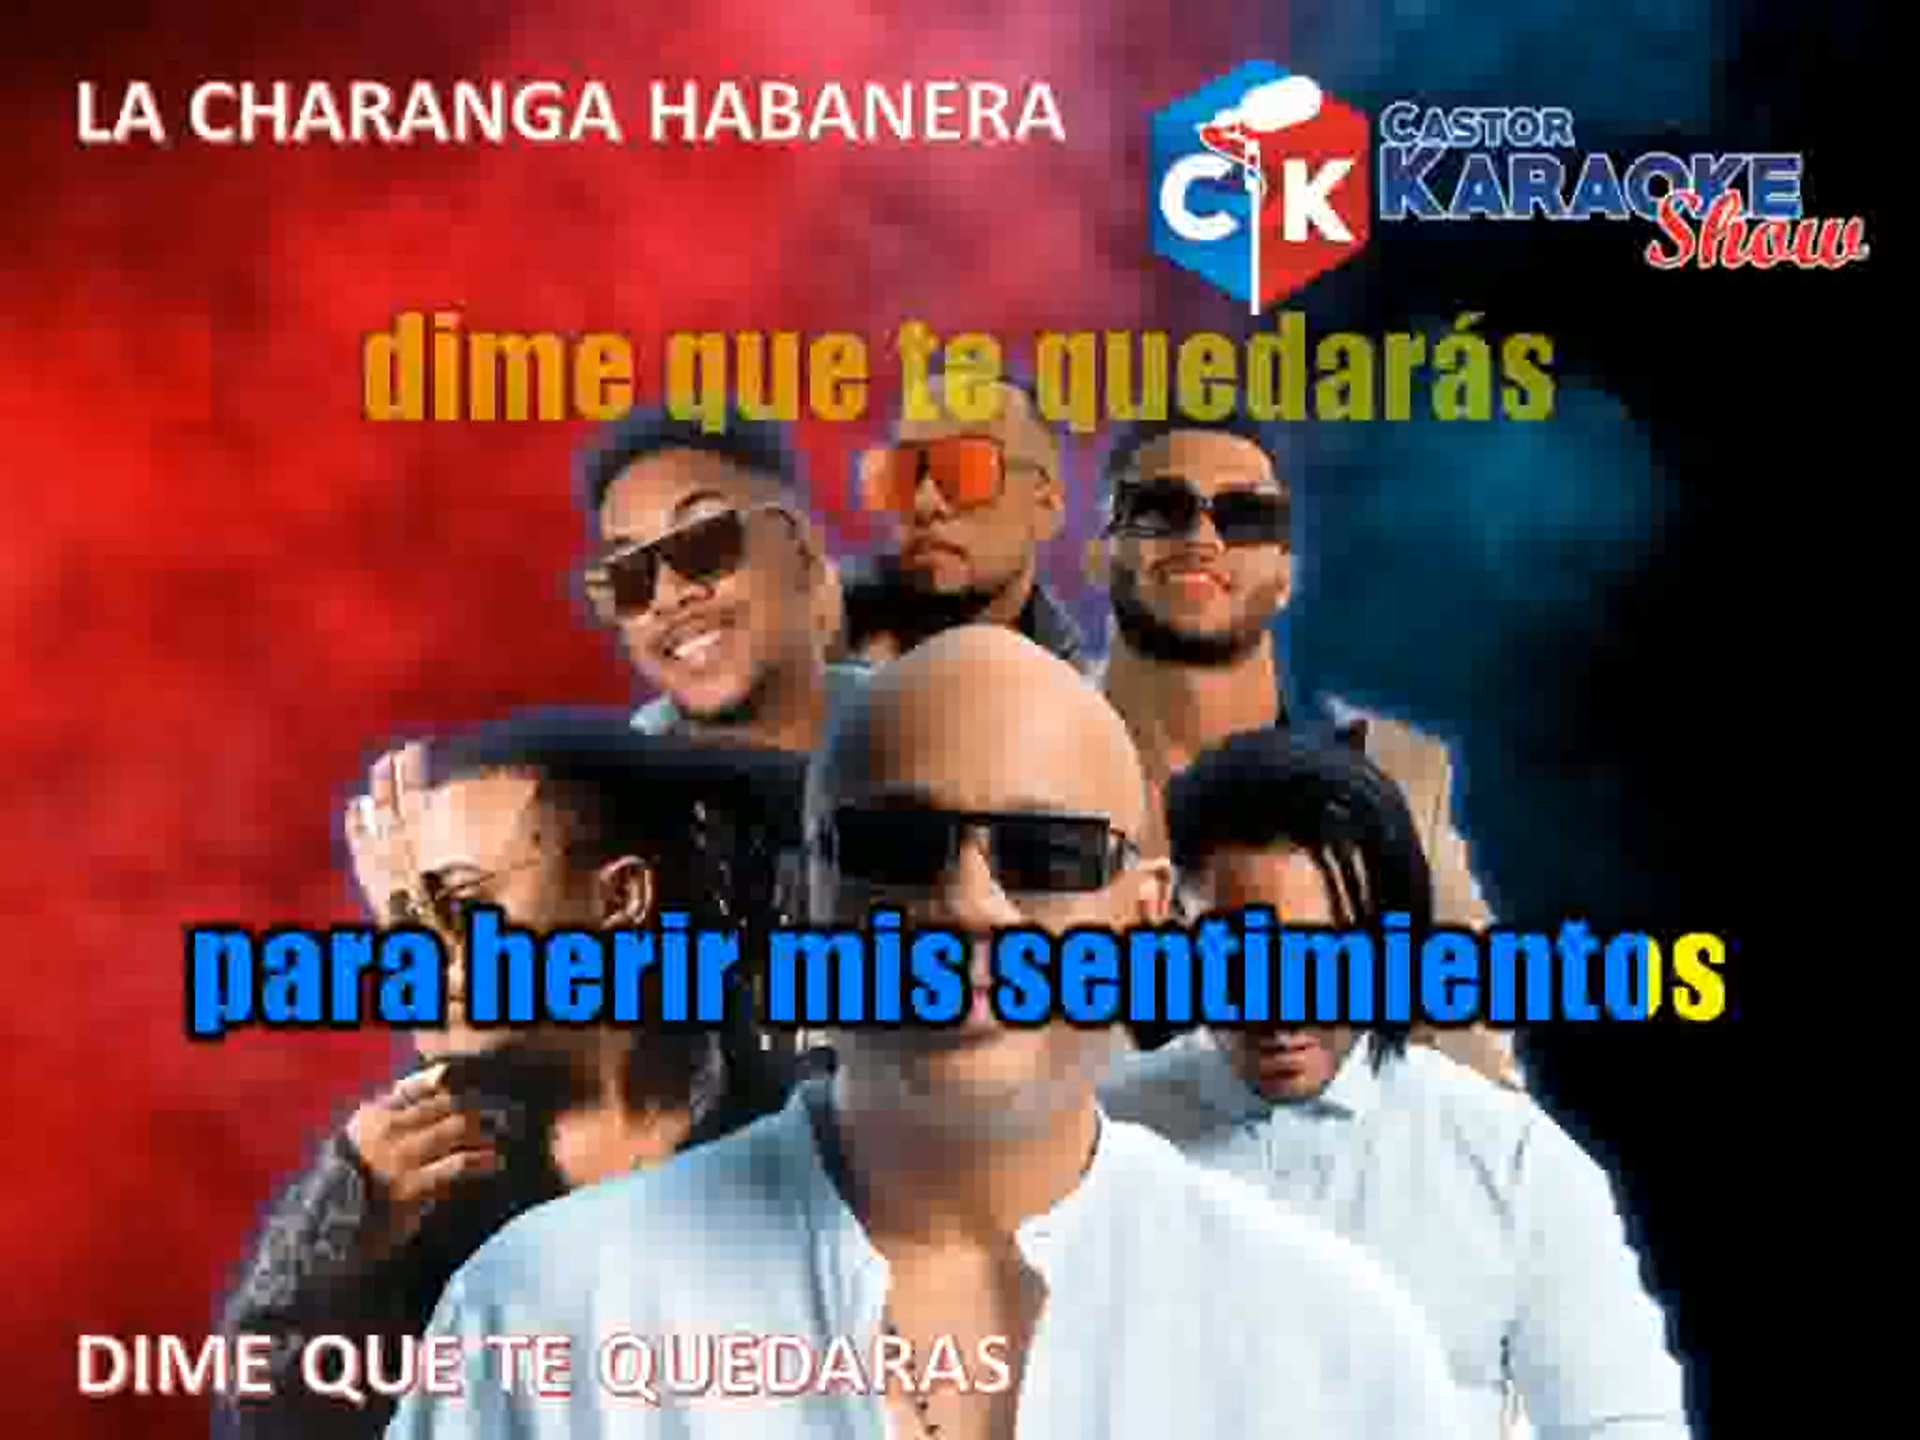 LA CHARANGA HABANERA
CK
CASTOR
KARAOKE
Show
dime que te quedarás
para herir mis sentimientos
DIME QUE TE QUEDARAS